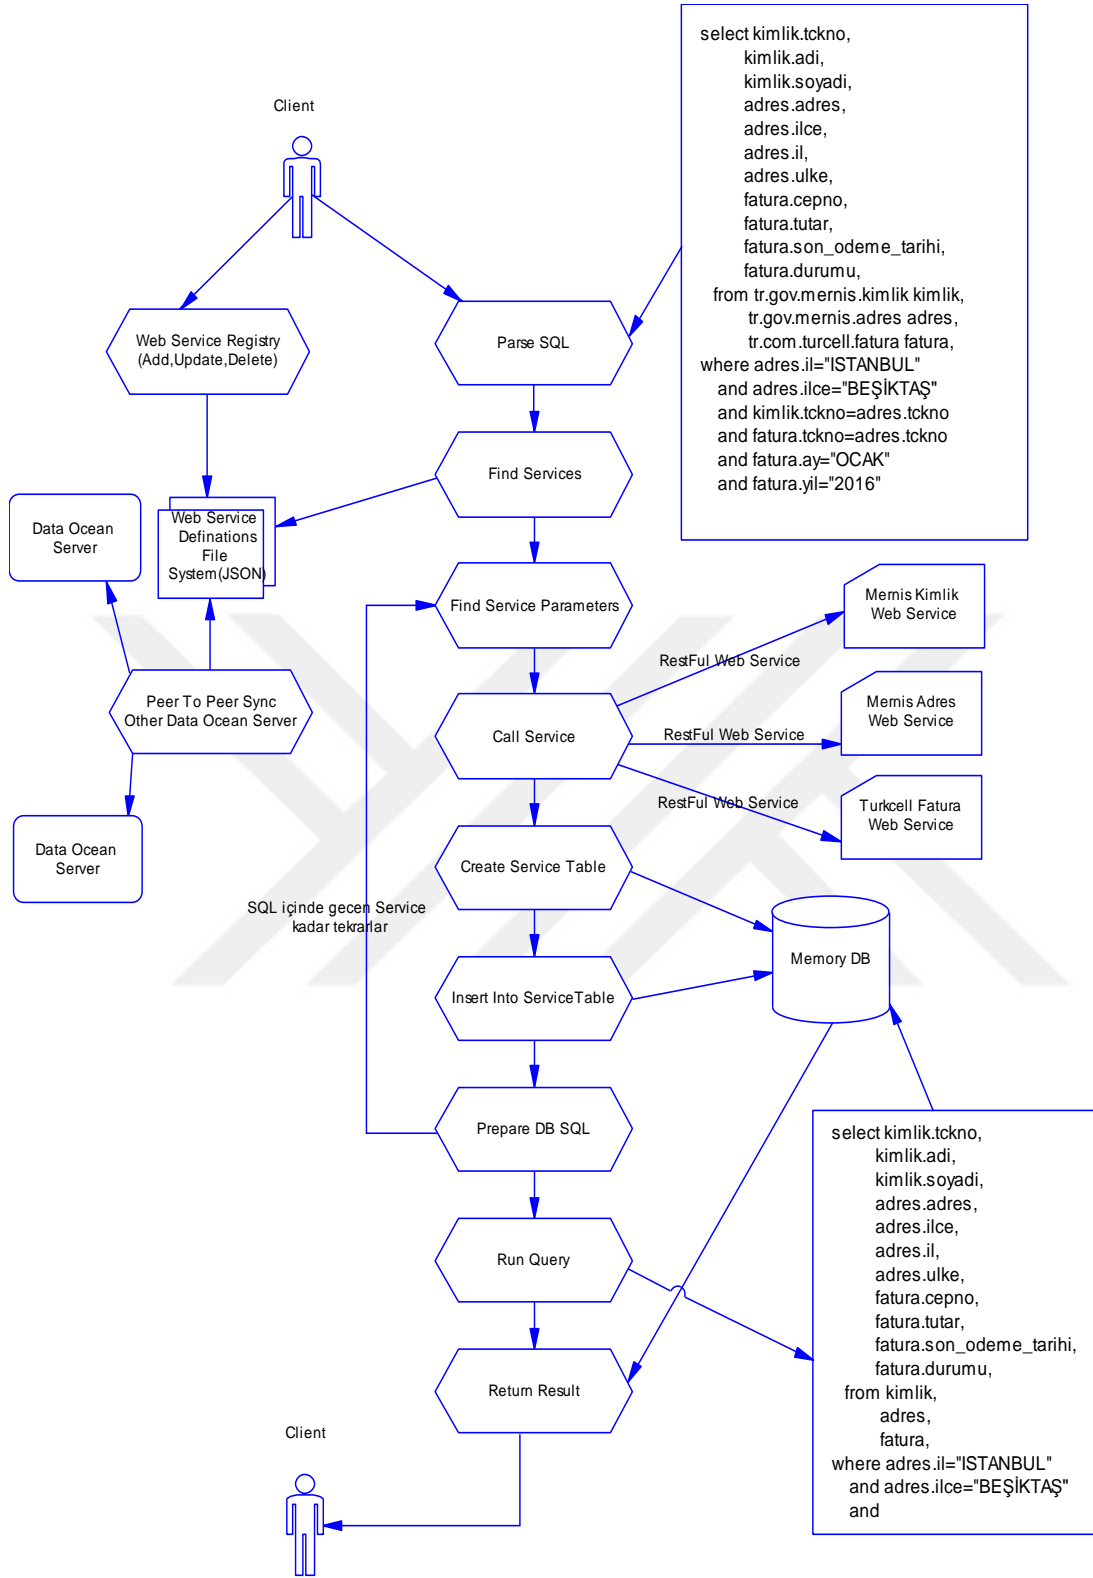 Client
select kimlik.tckno,
kimlik.adi,
kimlik.soyadi,
adres.adres,
adres.ilce,
adres.il,
adres.ulke,
fatura.cepno,
fatura.tutar,
fatura.son_odeme_tarihi,
fatura.durumu,
from tr.gov.mernis.kimlik kimlik,
tr.gov.mernis.adres adres,
tr.com.turcell.fatura fatura,
where adres.il="ISTANBUL"
and adres.ilce="BEŞİKTAŞ"
and kimlik.tckno=adres.tckno
and fatura.tckno=adres.tckno
and fatura.ay="OCAK"
and fatura.yil="2016"
Web Service Registry
(Add,Update,Delete)
Parse SQL
Find Services
Data Ocean
Server
Web Service
Definations
File
System(JSON)
Find Service Parameters
Mernis Kimlik
Web Service
RestFul Web Service
Peer To Peer Sync
Other Data Ocean Server
Call Service
RestFul Web Service
Mernis Adres
Web Service
RestFul Web Service
Turkcell Fatura
Web Service
Data Ocean
Server
Create Service Table
SQL içinde gecen Service
kadar tekrarlar
Memory DB
Insert Into ServiceTable
Prepare DB SQL
select kimlik.tckno,
kimlik.adi,
kimlik.soyadi,
adres.adres,
adres.ilce,
adres.il,
adres.ulke,
fatura.cepno,
fatura.tutar,
fatura.son_odeme_tarihi,
fatura.durumu,
from kimlik,
adres,
fatura,
where adres.il="ISTANBUL"
and adres.ilce="BEŞİKTAŞ"
and
Run Query
Return Result
Client